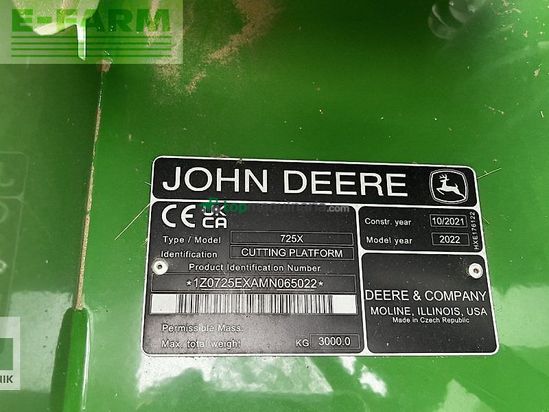 E-FARM
JOHN DEERE
CE UK CA
Type / Model 725X
Identification CUTTING PLATFORM
Product Identification Number
*1Z0725EXAMN065022*
Permissible Mass:
Max. total weight KG 3000.0
Constr. year 10/2021
Model year 2022
HXE176122
DEERE & COMPANY
MOLINE, ILLINOIS, USA
Made in Czech Republic
NIK